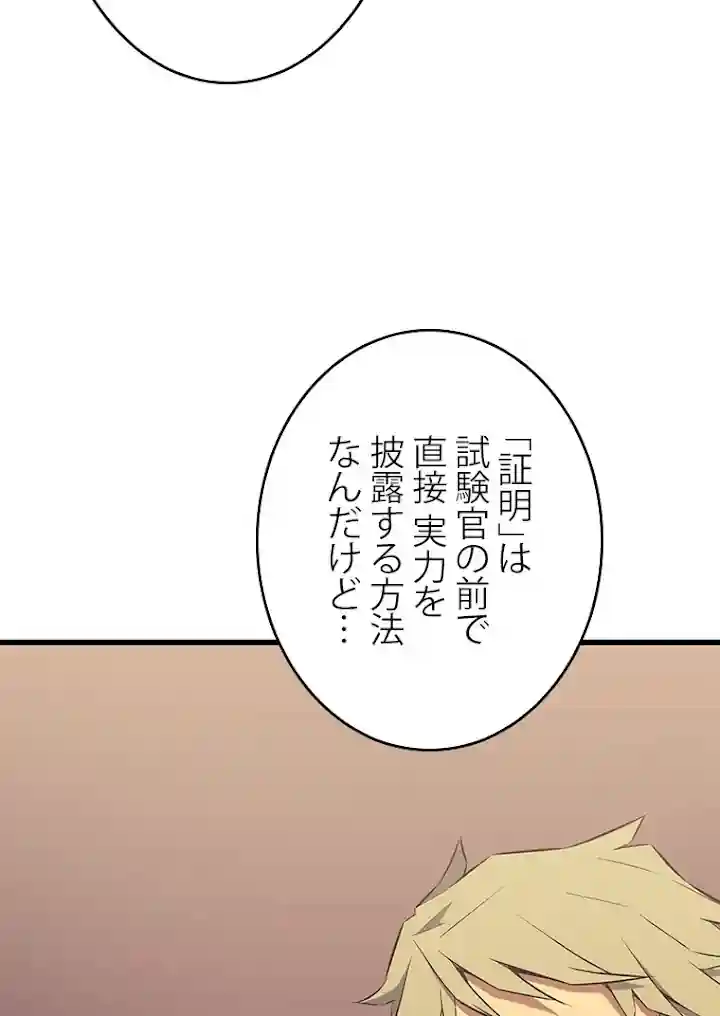 「証明」は
試験官の前で
直接 実力を
披露する方法
なんだけど…